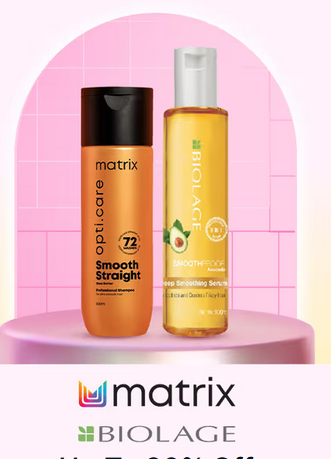 matrix
opti.care
72
Smooth
Straight
Professional Shampoo
BIOLAGE
SMOOTHPROOF
Deep Smoothing Serum
matrix
BIOLAGE